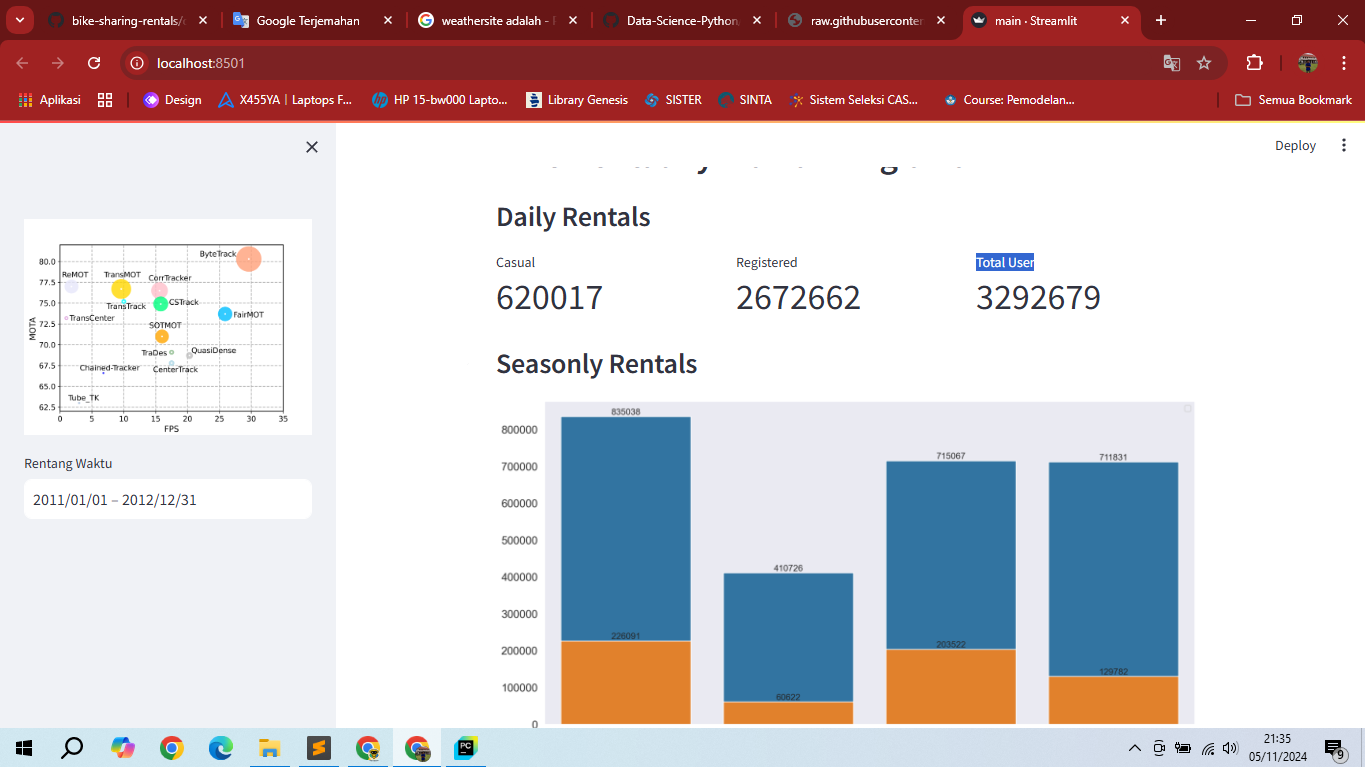 bike-sharing-rentals/
Google Terjemahan
weathersite adalah -
Data-Science-Python
raw.githubuserconter
main · Streamlit
localhost:8501
Aplikasi
Design
X455YA | Laptops F...
HP 15-bw000 Lapto...
Library Genesis
SISTER
SINTA
Sistem Seleksi CAS...
Course: Pemodelan...
Semua Bookmark
Deploy
Daily Rentals
Casual
Registered
Total User
620017
2672662
3292679
Seasonly Rentals
835038
800000
700000
600000
500000
400000
300000
200000
100000
0
226091
410726
60622
715067
203522
711831
129782
MOTA
80.0
77.5
75.0
72.5
70.0
67.5
65.0
62.5
ByteTrack
ReMOT
TransMOT
CorrTracker
TransTrack
CSTrack
TransCenter
FairMOT
SOTMOT
TraDes
QuasiDense
Chained-Tracker
CenterTrack
Tube_TK
0 5 10 15 20 25 30 35
FPS
Rentang Waktu
2011/01/01 – 2012/12/31
PC
21:35
05/11/2024
9